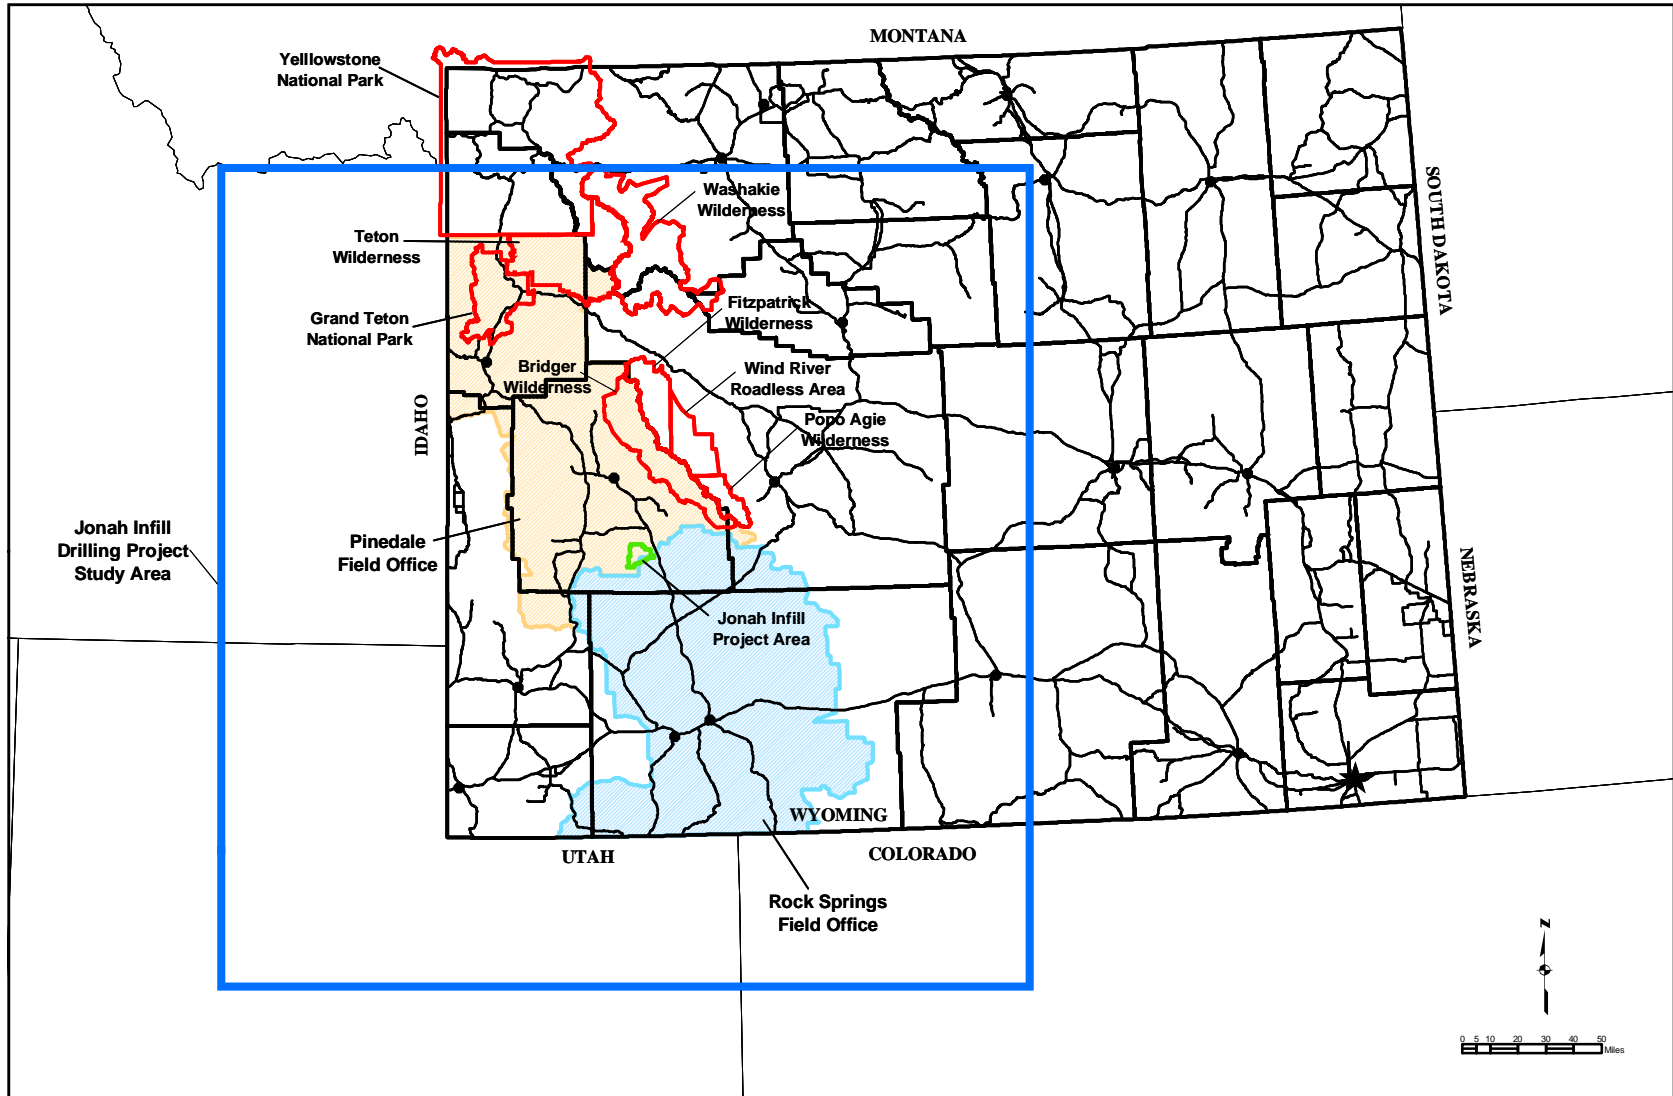 MONTANA
Yelllowstone
National Park
Washakie
Wilderness
SOUTH DAKOTA
Teton
Wilderness
Fitzpatrick
Wilderness
Grand Teton
National Park
Bridger
Wilderness
Wind River
Roadless Area
IDAHO
Popo Agie
Wilderness
Jonah Infill
Drilling Project
Study Area
Pinedale
Field Office
NEBRASKA
Jonah Infill
Project Area
WYOMING
UTAH
COLORADO
Rock Springs
Field Office
N
0 5 10 20 30 40 50
Miles